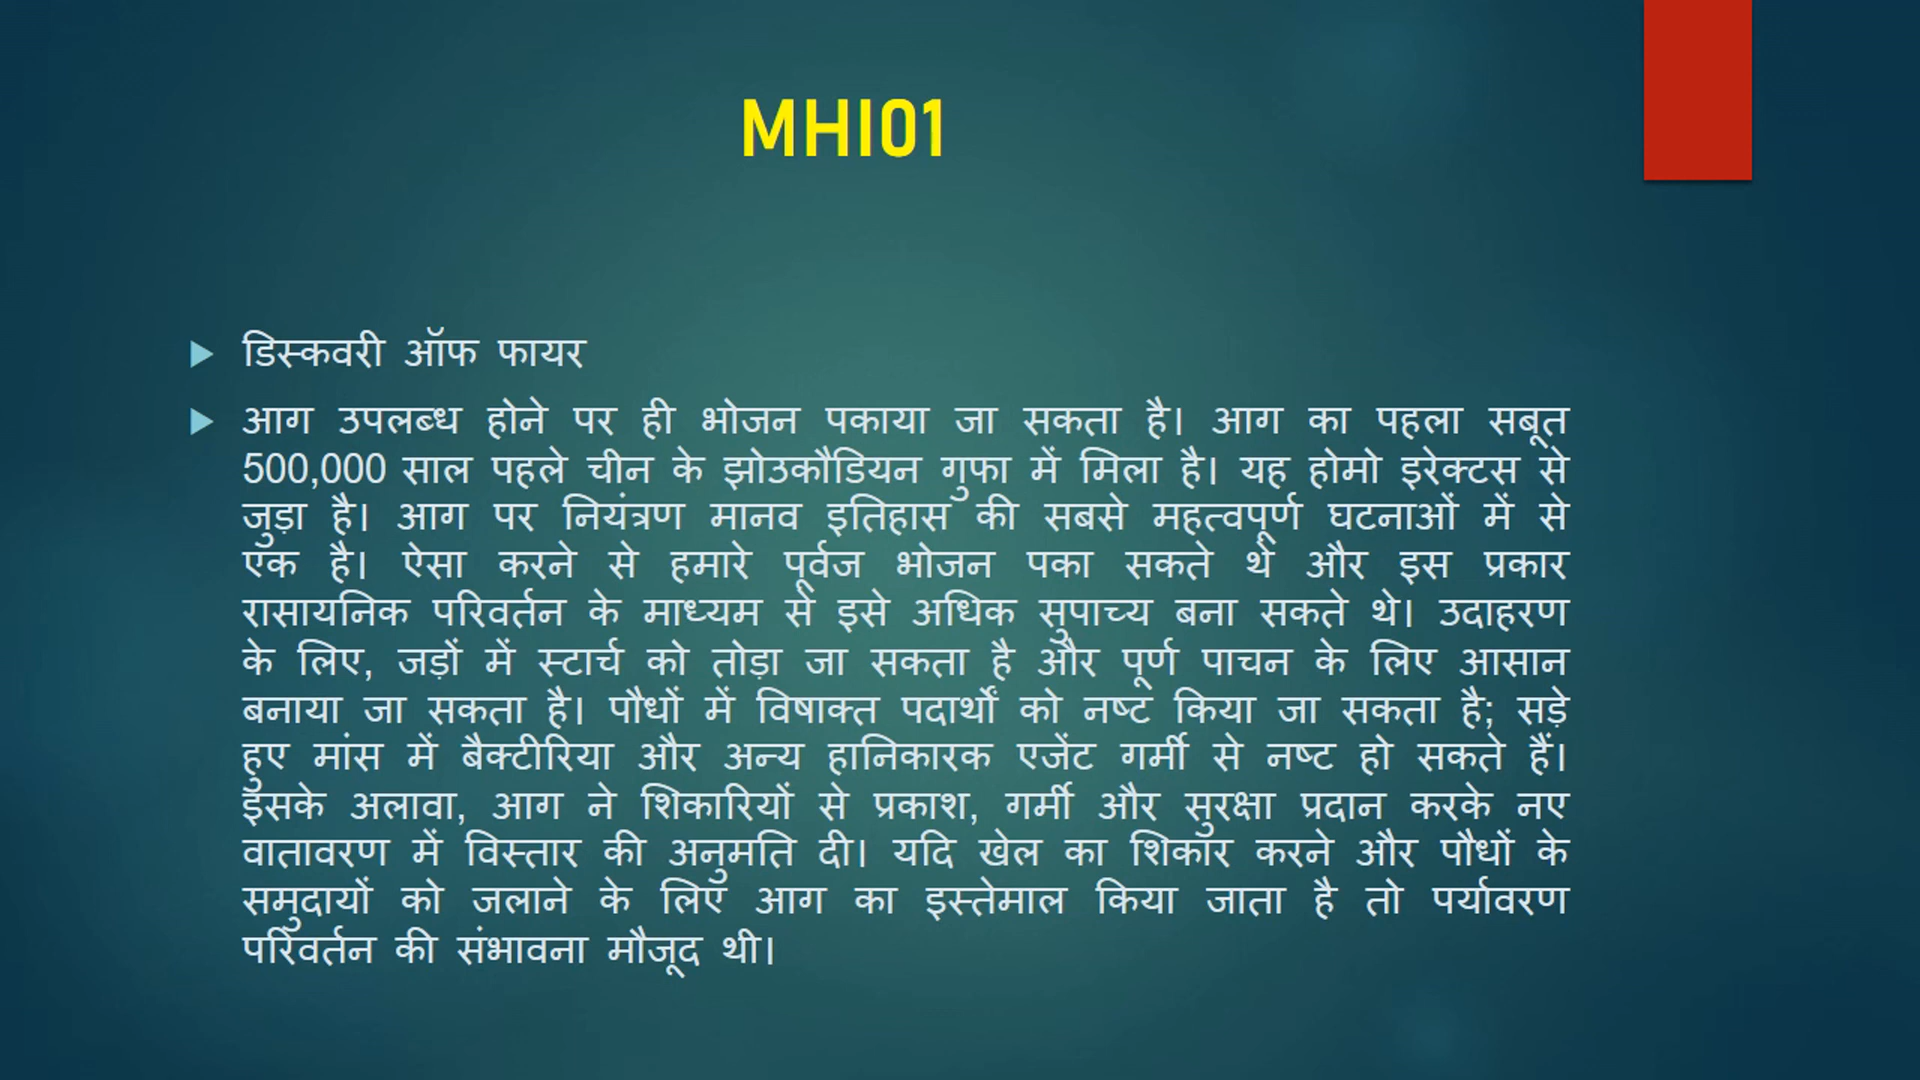 MHI01
डिस्कवरी ऑफ फायर
आग उपलब्ध होने पर ही भोजन पकाया जा सकता है। आग का पहला सबूत
500,000 साल पहले चीन के झोउकौडियन गुफा में मिला है। यह होमो इरेक्टस से
जुड़ा है। आग पर नियंत्रण मानव इतिहास की सबसे महत्वपूर्ण घटनाओं में से
एक है। ऐसा करने से हमारे पूर्वज भोजन पका सकते थे और इस प्रकार
रासायनिक परिवर्तन के माध्यम से इसे अधिक सुपाच्य बना सकते थे। उदाहरण
के लिए, जड़ों में स्टार्च को तोड़ा जा सकता है और पूर्ण पाचन के लिए आसान
बनाया जा सकता है। पौधों में विषाक्त पदार्थों को नष्ट किया जा सकता है; सड़े
हुए मांस में बैक्टीरिया और अन्य हानिकारक एजेंट गर्मी से नष्ट हो सकते हैं।
इसके अलावा, आग ने शिकारियों से प्रकाश, गर्मी और सुरक्षा प्रदान करके नए
वातावरण में विस्तार की अनुमति दी। यदि खेल का शिकार करने और पौधों के
समुदायों को जलाने के लिए आग का इस्तेमाल किया जाता है तो पर्यावरण
परिवर्तन की संभावना मौजूद थी।